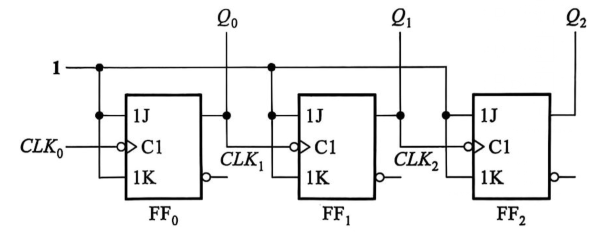 Q₀ Q₁ Q₂
1
1J 1J 1J
CLK₀ C1 CLK₁ C1 CLK₂ C1
1K 1K 1K
FF₀ FF₁ FF₂